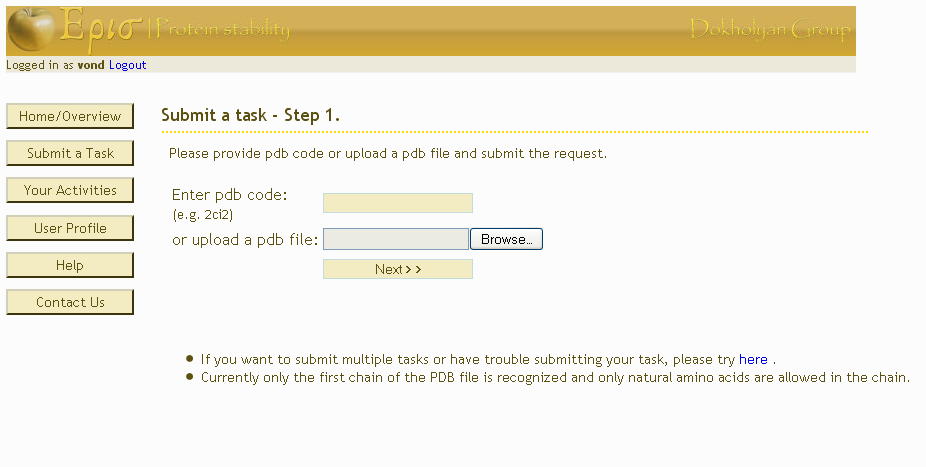 Eρισ | Protein stability Dokholyan Group
Logged in as vond Logout
Home/Overview
Submit a Task
Your Activities
User Profile
Help
Contact Us
Submit a task - Step 1.
Please provide pdb code or upload a pdb file and submit the request.
Enter pdb code:
(e.g. 2ci2)
or upload a pdb file: Browse...
Next >>
If you want to submit multiple tasks or have trouble submitting your task, please try here .
Currently only the first chain of the PDB file is recognized and only natural amino acids are allowed in the chain.